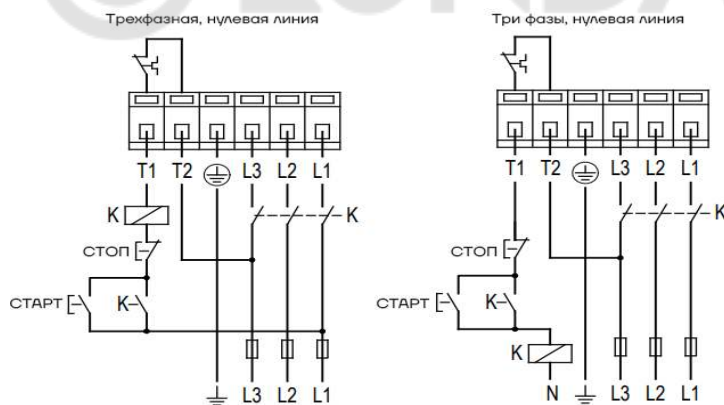 Трехфазная, нулевая линия
T1 T2 L3 L2 L1
K
K
СТОП
СТАРТ
K
L3 L2 L1
Три фазы, нулевая линия
T1 T2 L3 L2 L1
K
СТОП
СТАРТ
K
K
N L3 L2 L1